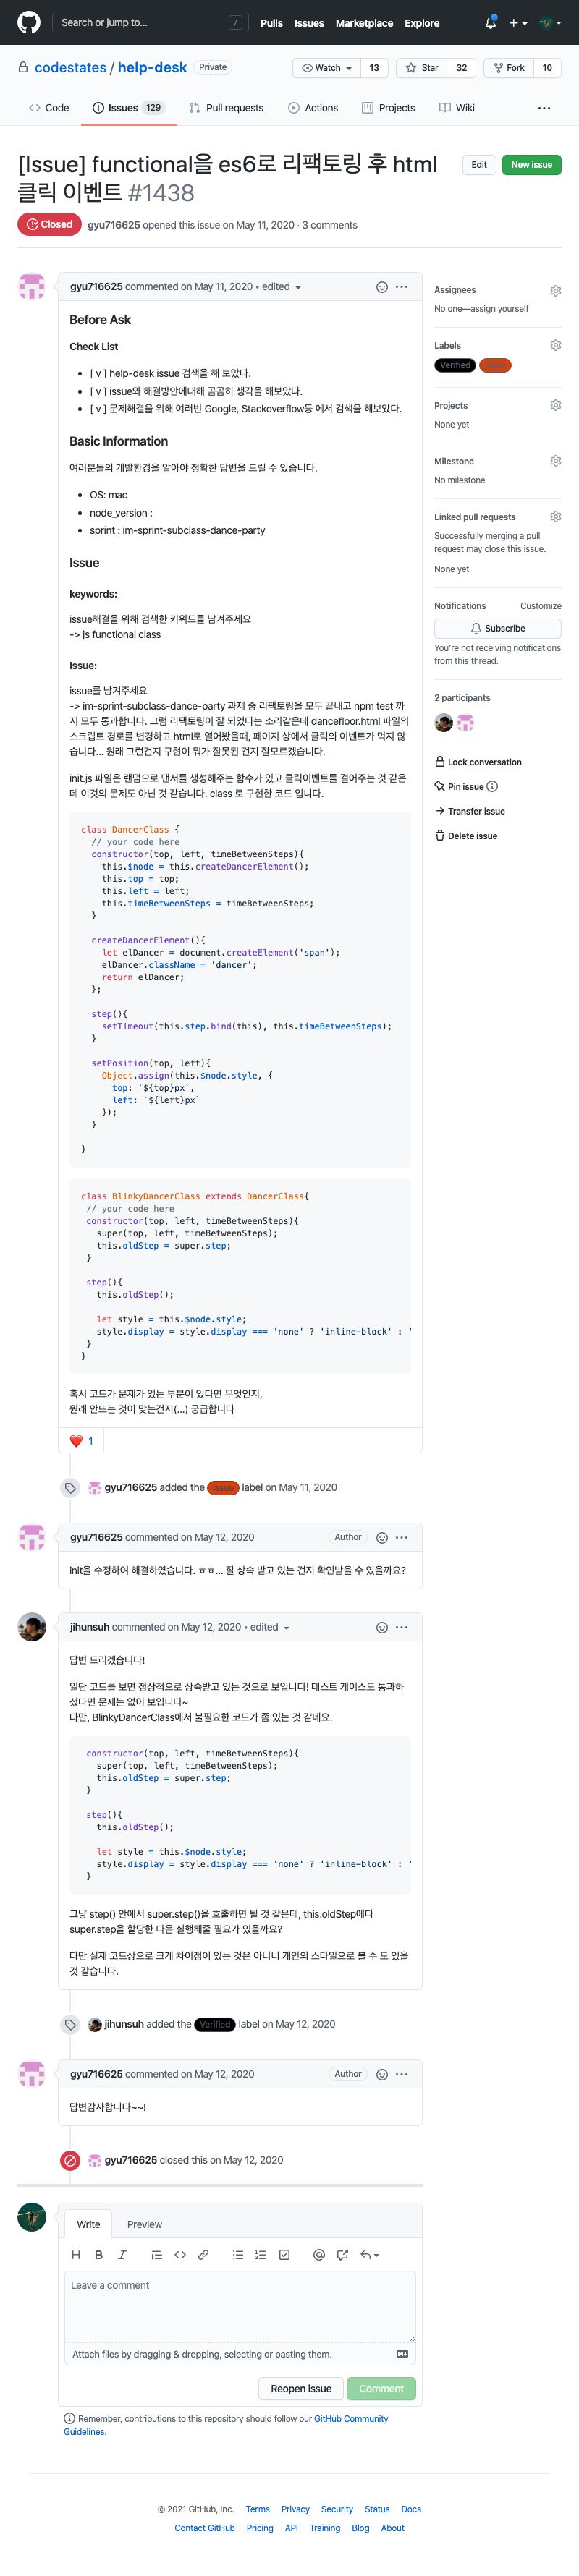 Search or jump to...
/
Pulls Issues Marketplace Explore
codestates / help-desk Private
Watch 13 Star 32 Fork 10
Code Issues 129 Pull requests Actions Projects Wiki
[Issue] functional을 es6로 리팩토링 후 html
클릭 이벤트 #1438
Edit New issue
Closed gyu716625 opened this issue on May 11, 2020 · 3 comments
gyu716625 commented on May 11, 2020 • edited
Before Ask
Check List
[ v ] help-desk issue 검색을 해 보았다.
[ v ] issue와 해결방안에대해 곰곰히 생각을 해보았다.
[ v ] 문제해결을 위해 여러번 Google, Stackoverflow등 에서 검색을 해보았다.
Basic Information
여러분들의 개발환경을 알아야 정확한 답변을 드릴 수 있습니다.
OS: mac
node_version :
sprint : im-sprint-subclass-dance-party
Issue
keywords:
issue해결을 위해 검색한 키워드를 남겨주세요
-> js functional class
Issue:
issue를 남겨주세요
-> im-sprint-subclass-dance-party 과제 중 리팩토링을 모두 끝내고 npm test 까
지 모두 통과합니다. 그럼 리팩토링이 잘 되었다는 소리같은데 dancefloor.html 파일의
스크립트 경로를 변경하고 html로 열어봤을때, 페이지 상에서 클릭의 이벤트가 먹지 않
습니다... 원래 그런건지 구현이 뭐가 잘못된 건지 잘모르겠습니다.
init.js 파일은 랜덤으로 댄서를 생성해주는 함수가 있고 클릭이벤트를 걸어주는 것 같은
데 이것의 문제도 아닌 것 같습니다. class 로 구현한 코드 입니다.
class DancerClass {
// your code here
constructor(top, left, timeBetweenSteps){
this.$node = this.createDancerElement();
this.top = top;
this.left = left;
this.timeBetweenSteps = timeBetweenSteps;
}
createDancerElement(){
let elDancer = document.createElement('span');
elDancer.className = 'dancer';
return elDancer;
};
step(){
setTimeout(this.step.bind(this), this.timeBetweenSteps);
}
setPosition(top, left){
Object.assign(this.$node.style, {
top: `${top}px`,
left: `${left}px`
});
}
}
class BlinkyDancerClass extends DancerClass{
// your code here
constructor(top, left, timeBetweenSteps){
super(top, left, timeBetweenSteps);
this.oldStep = super.step;
}
step(){
this.oldStep();
let style = this.$node.style;
style.display = style.display === 'none' ? 'inline-block' : '
}
}
혹시 코드가 문제가 있는 부분이 있다면 무엇인지,
원래 안뜨는 것이 맞는건지(...) 궁급합니다
1
gyu716625 added the issue label on May 11, 2020
gyu716625 commented on May 12, 2020 Author
init을 수정하여 해결하였습니다. ㅎㅎ... 잘 상속 받고 있는 건지 확인받을 수 있을까요?
jihunsuh commented on May 12, 2020 • edited
답변 드리겠습니다!
일단 코드를 보면 정상적으로 상속받고 있는 것으로 보입니다! 테스트 케이스도 통과하
셨다면 문제는 없어 보입니다~
다만, BlinkyDancerClass에서 불필요한 코드가 좀 있는 것 같네요.
constructor(top, left, timeBetweenSteps){
super(top, left, timeBetweenSteps);
this.oldStep = super.step;
}
step(){
this.oldStep();
let style = this.$node.style;
style.display = style.display === 'none' ? 'inline-block' : '
}
그냥 step() 안에서 super.step()을 호출하면 될 것 같은데, this.oldStep에다
super.step을 할당한 다음 실행해줄 필요가 있을까요?
다만 실제 코드상으로 크게 차이점이 있는 것은 아니니 개인의 스타일으로 볼 수 도 있을
것 같습니다.
jihunsuh added the Verified label on May 12, 2020
gyu716625 commented on May 12, 2020 Author
답변감사합니다~~!
gyu716625 closed this on May 12, 2020
Write Preview
Leave a comment
Attach files by dragging & dropping, selecting or pasting them.
Reopen issue Comment
Remember, contributions to this repository should follow our GitHub Community
Guidelines.
Assignees
No one—assign yourself
Labels
Verified issue
Projects
None yet
Milestone
No milestone
Linked pull requests
Successfully merging a pull
request may close this issue.
None yet
Notifications Customize
Subscribe
You're not receiving notifications
from this thread.
2 participants
Lock conversation
Pin issue
Transfer issue
Delete issue
© 2021 GitHub, Inc. Terms Privacy Security Status Docs
Contact GitHub Pricing API Training Blog About